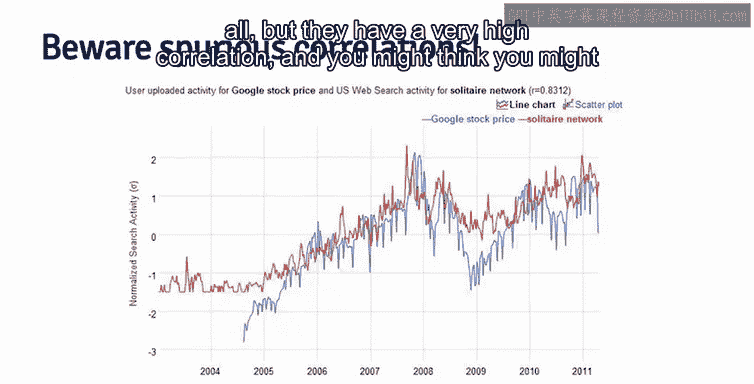 all, but they have a very high
Beware spurious correlations!
correlation, and you might think you might
User uploaded activity for Google stock price and US Web Search activity for solitaire network (r=0.8312)
Line chart Scatter plot
Google stock price solitaire network
Normalized Search Activity (σ)
2
1
0
-1
-2
-3
2004 2005 2006 2007 2008 2009 2010 2011